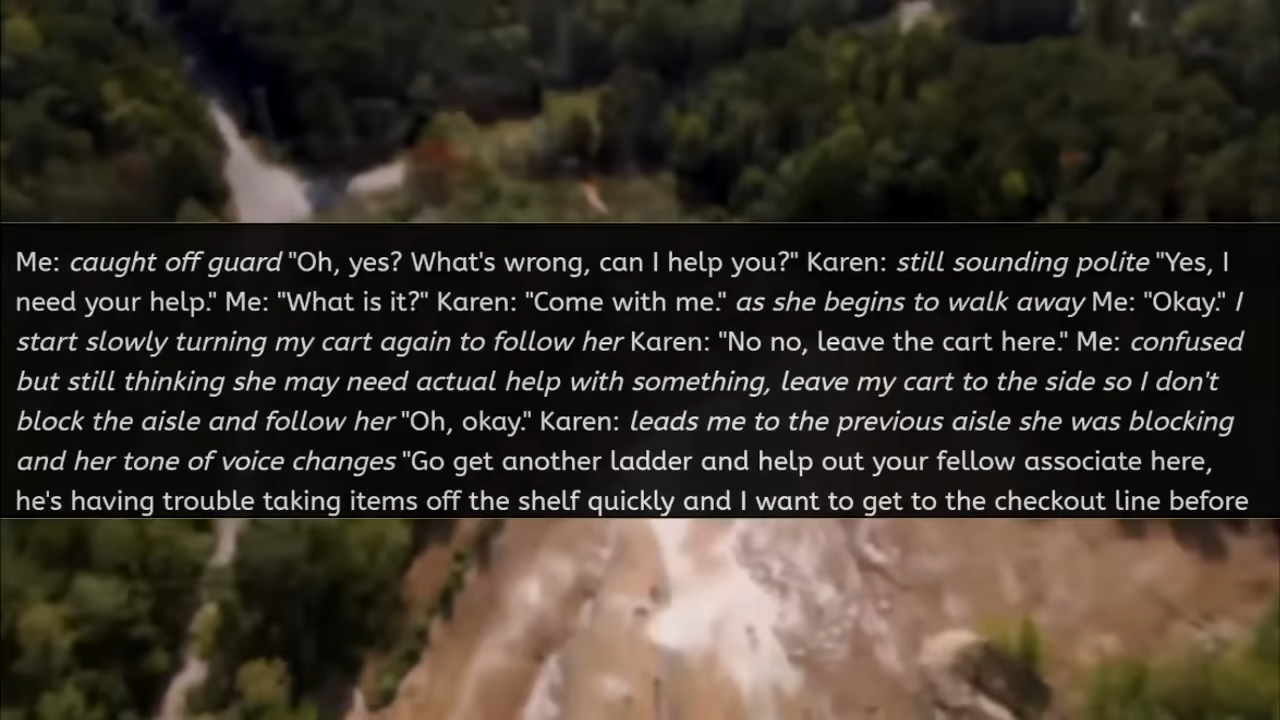 Me: caught off guard "Oh, yes? What's wrong, can I help you?" Karen: still sounding polite "Yes, I
need your help." Me: "What is it?" Karen: "Come with me." as she begins to walk away Me: "Okay." I
start slowly turning my cart again to follow her Karen: "No no, leave the cart here." Me: confused
but still thinking she may need actual help with something, leave my cart to the side so I don't
block the aisle and follow her "Oh, okay." Karen: leads me to the previous aisle she was blocking
and her tone of voice changes "Go get another ladder and help out your fellow associate here,
he's having trouble taking items off the shelf quickly and I want to get to the checkout line before